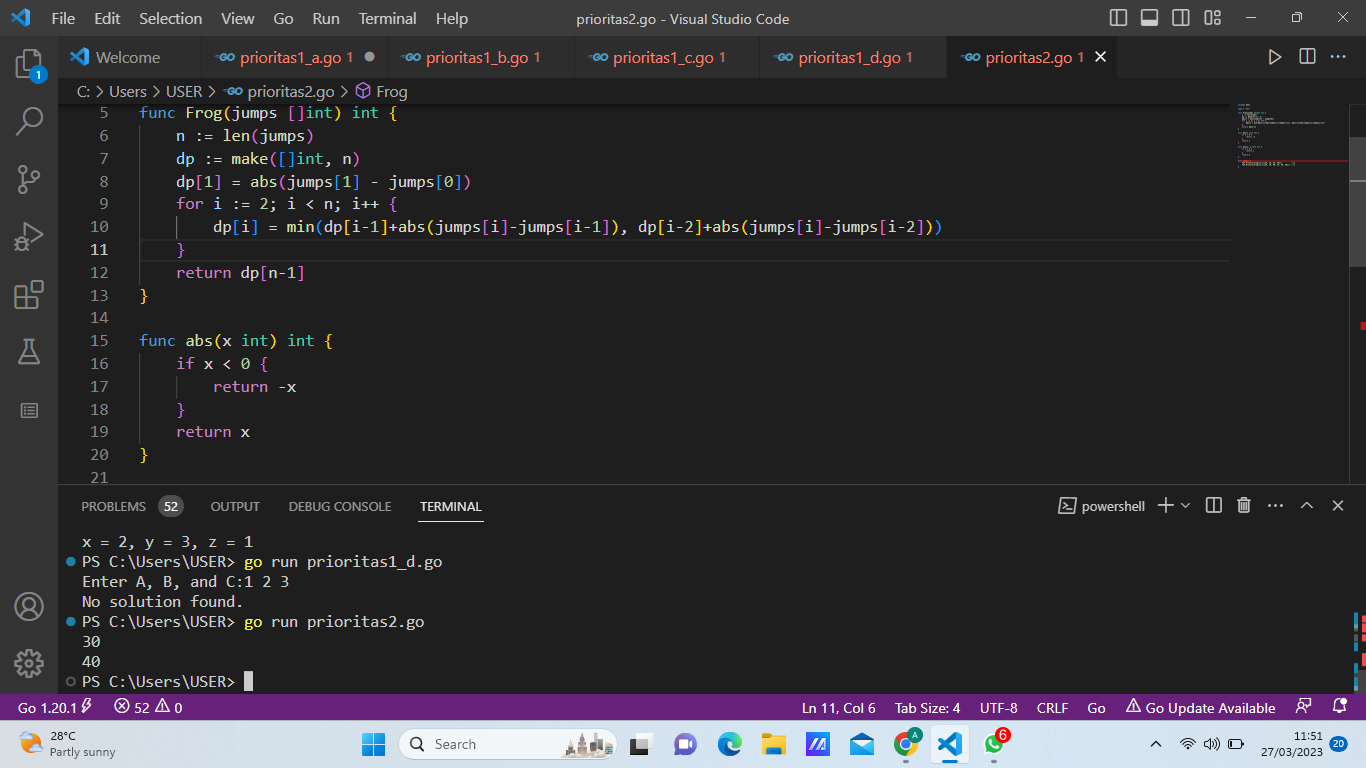 File Edit Selection View Go Run Terminal Help prioritas2.go - Visual Studio Code
Welcome GO prioritas1_a.go 1 GO prioritas1_b.go 1 GO prioritas1_c.go 1 GO prioritas1_d.go 1 GO prioritas2.go 1
1
C: > Users > USER > GO prioritas2.go > Frog
5 func Frog(jumps []int) int {
6 n := len(jumps)
7 dp := make([]int, n)
8 dp[1] = abs(jumps[1] - jumps[0])
9 for i := 2; i < n; i++ {
10 dp[i] = min(dp[i-1]+abs(jumps[i]-jumps[i-1]), dp[i-2]+abs(jumps[i]-jumps[i-2]))
11 }
12 return dp[n-1]
13 }
14
15 func abs(x int) int {
16 if x < 0 {
17 return -x
18 }
19 return x
20 }
21
PROBLEMS 52 OUTPUT DEBUG CONSOLE TERMINAL powershell
x = 2, y = 3, z = 1
PS C:\Users\USER> go run prioritas1_d.go
Enter A, B, and C:1 2 3
No solution found.
PS C:\Users\USER> go run prioritas2.go
30
40
PS C:\Users\USER>
Go 1.20.1 52 0 Ln 11, Col 6 Tab Size: 4 UTF-8 CRLF Go Go Update Available
28°C
Partly sunny
Search
A
6
11:51
27/03/2023
20